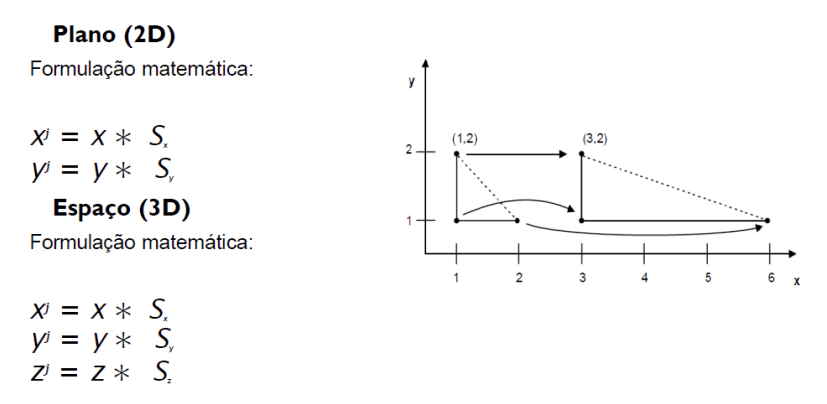 Plano (2D)
Formulação matemática:
xʲ = x * Sₓ
yʲ = y * Sᵧ
Espaço (3D)
Formulação matemática:
xʲ = x * Sₓ
yʲ = y * Sᵧ
zʲ = z * S_z
y
(1,2) (3,2)
2
1
1 2 3 4 5 6 x